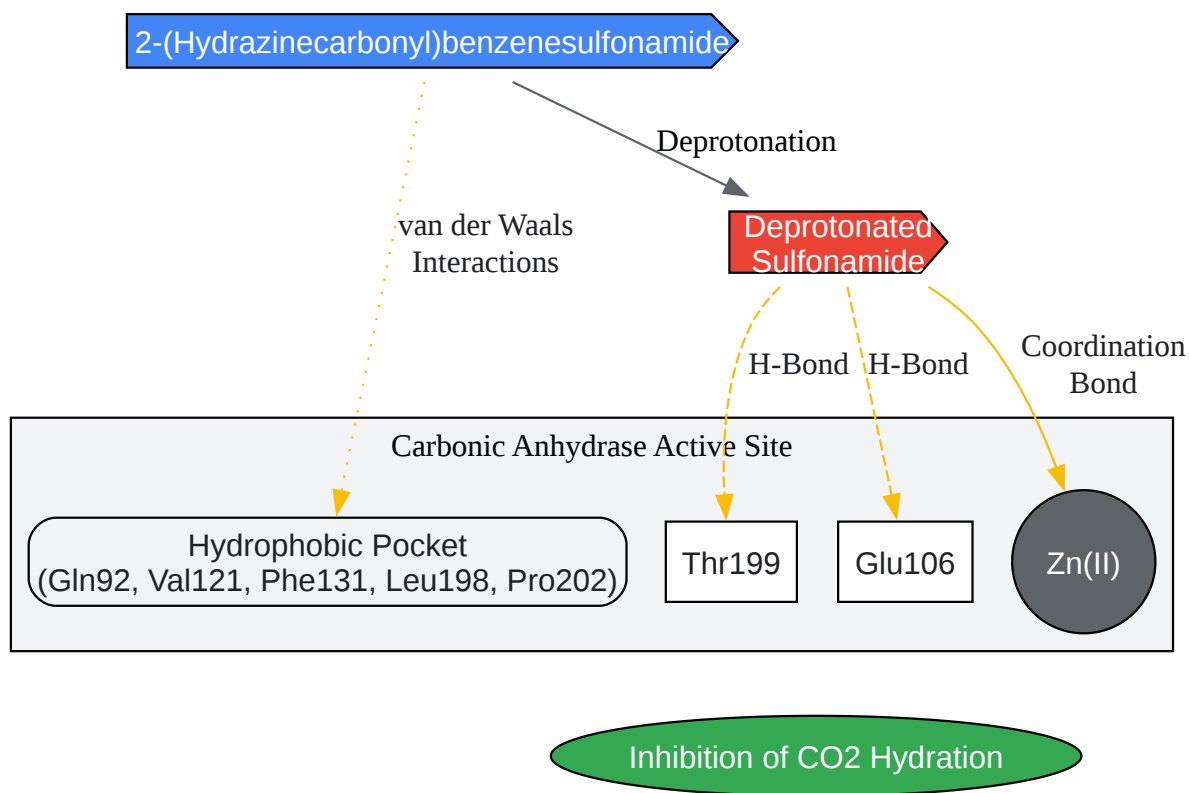 2-(Hydrazinecarbonyl)benzenesulfonamide
Deprotonation
van der Waals
Interactions
Deprotonated
Sulfonamide
H-Bond
H-Bond
Coordination
Bond
Carbonic Anhydrase Active Site
Hydrophobic Pocket
(Gln92, Val121, Phe131, Leu198, Pro202)
Thr199
Glu106
Zn(II)
Inhibition of CO2 Hydration